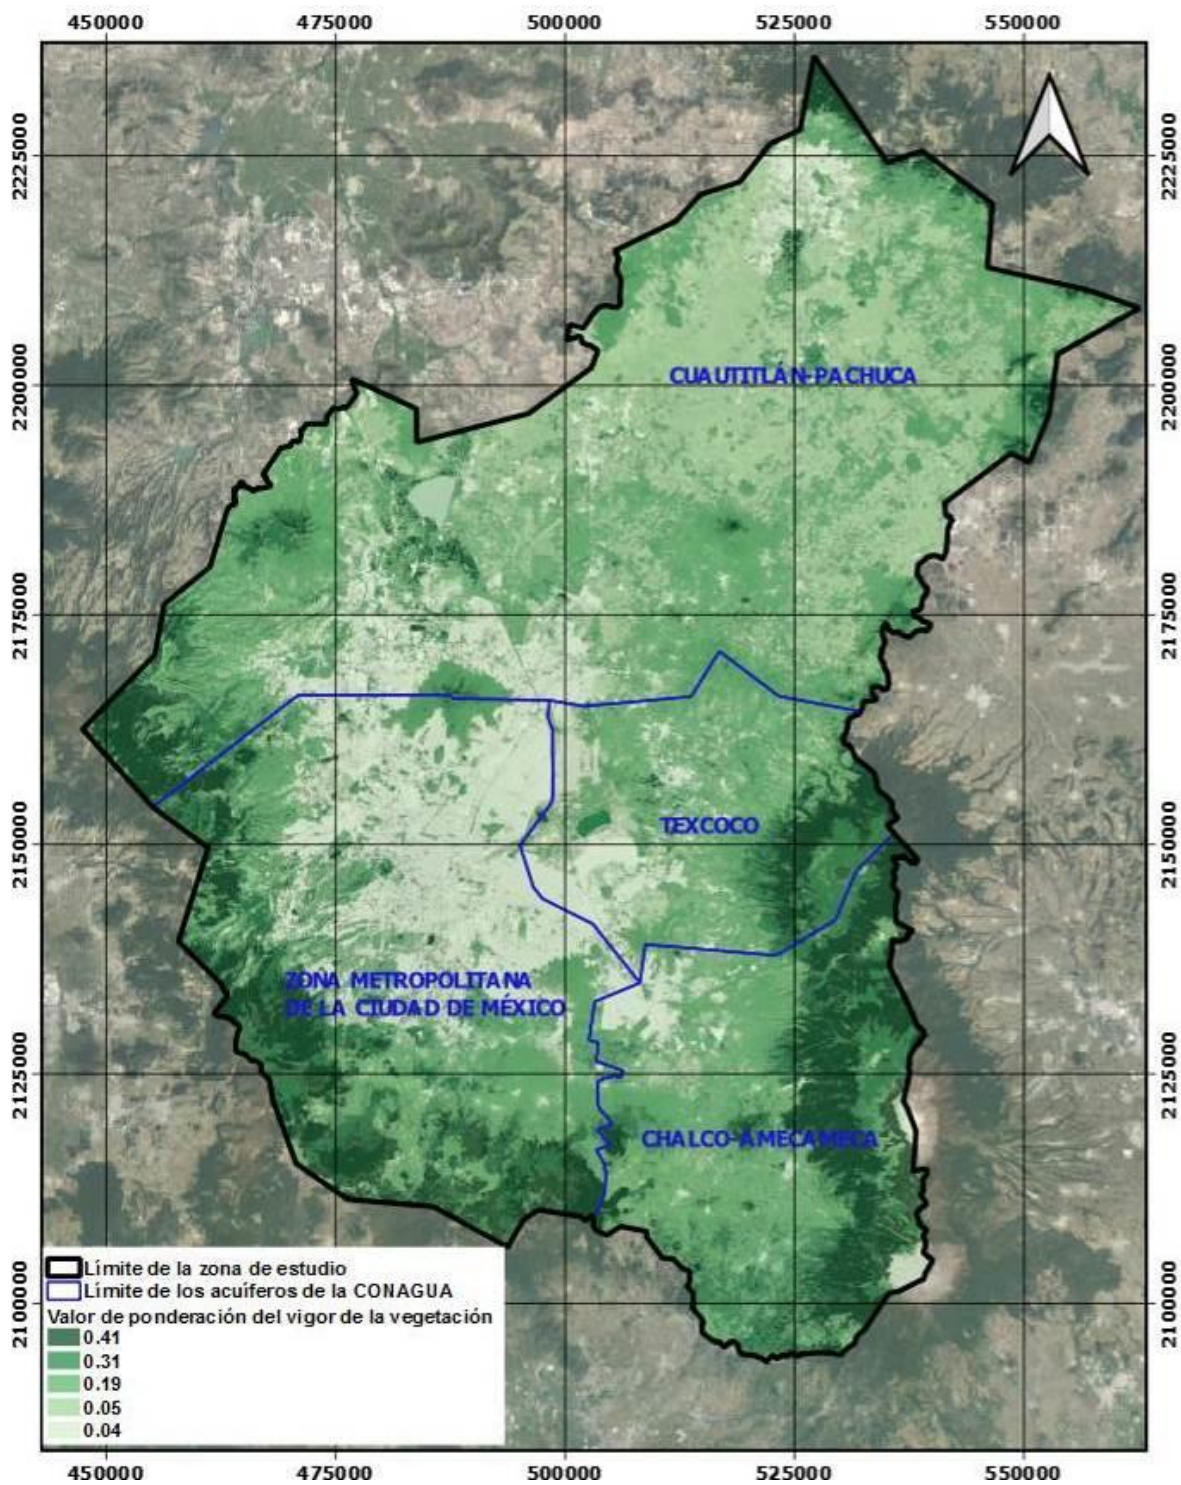 450000 475000 500000 525000 550000
2225000 2225000
CUAUTITLÁN-PACHUCA
2200000 2200000
2175000 2175000
TEXCOCO
2150000 2150000
ZONA METROPOLITANA
DE LA CIUDAD DE MÉXICO
2125000 2125000
CHALCO-AMECAMECA
Límite de la zona de estudio
Límite de los acuíferos de la CONAGUA
Valor de ponderación del vigor de la vegetación
0.41
0.31
0.19
0.05
0.04
2100000 2100000
450000 475000 500000 525000 550000